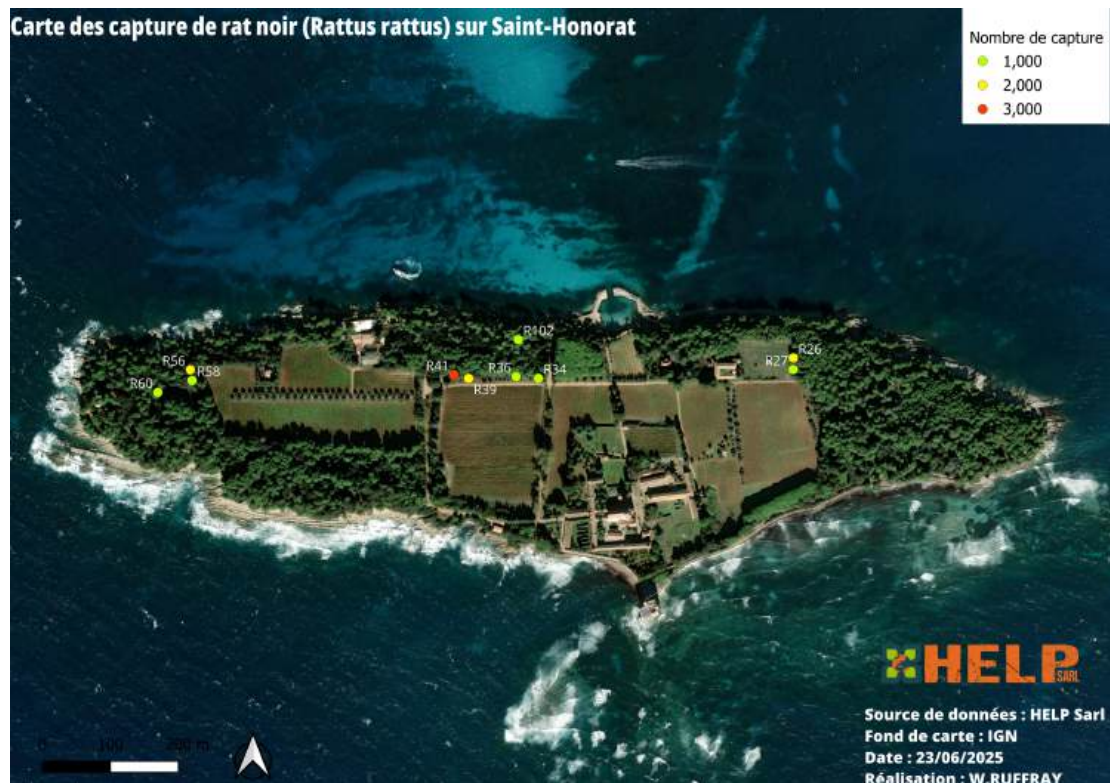 Carte des capture de rat noir (Rattus rattus) sur Saint-Honorat
Nombre de capture
1,000
2,000
3,000
R102
R56
R58
R60
R41
R39
R36
R34
R26
R27
HELP
SARL
0 100 200 m
Source de données : HELP Sarl
Fond de carte : IGN
Date : 23/06/2025
Réalisation : W.RUFFRAY